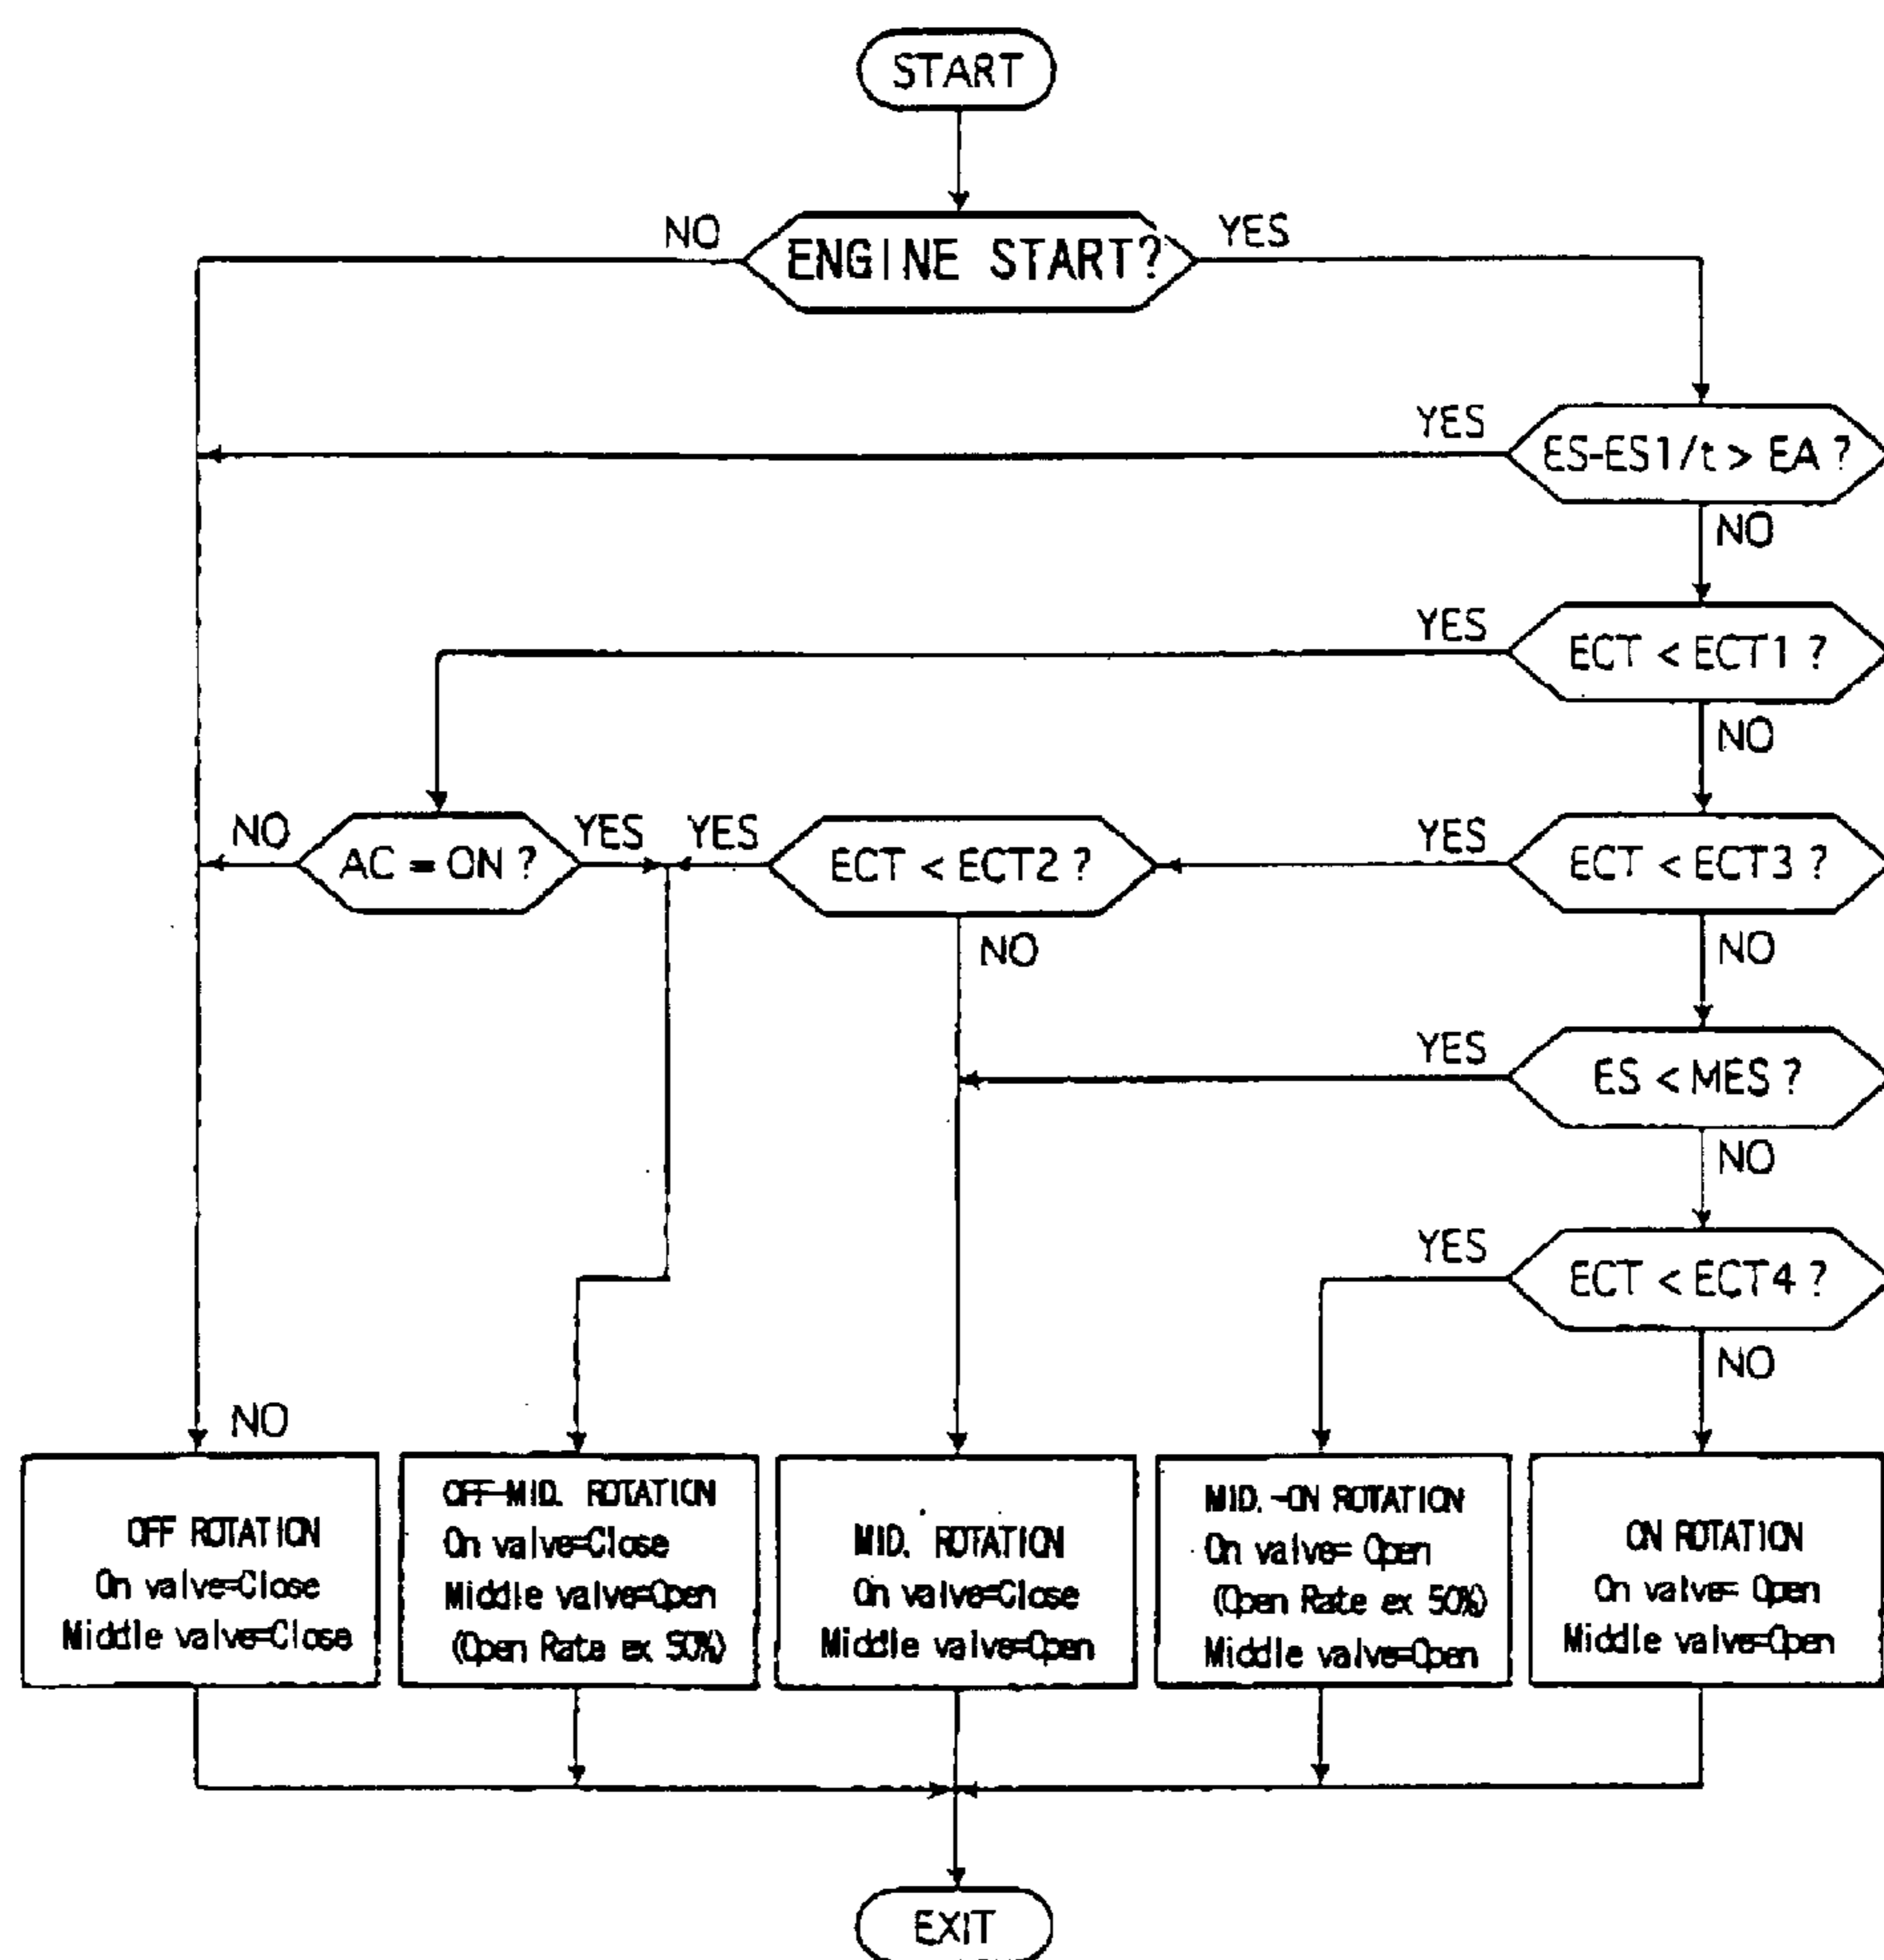 START
NO
YES
ENGINE START?
YES
ES-ES1/t > EA ?
NO
YES
ECT < ECT1 ?
NO
NO
AC = ON ?
YES
YES
ECT < ECT2 ?
YES
ECT < ECT3 ?
NO
NO
YES
ES < MES ?
NO
YES
ECT < ECT4 ?
NO
NO
OFF ROTATION
On valve=Close
Middle valve=Close
OFF-MID. ROTATION
On valve=Close
Middle valve=Open
(Open Rate ex 50%)
MID. ROTATION
On valve=Close
Middle valve=Open
MID.-ON ROTATION
On valve= Open
(Open Rate ex 50%)
Middle valve=Open
ON ROTATION
On valve= Open
Middle valve=Open
EXIT